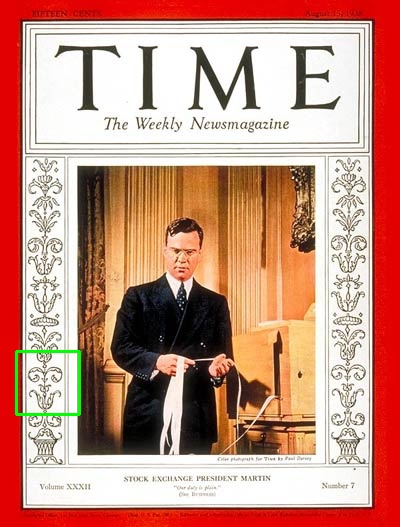 FIFTEEN CENTS August 15, 1938
TIME
The Weekly Newsmagazine
Color photograph for TIME by Paul Dorsey
Volume XXXII STOCK EXCHANGE PRESIDENT MARTIN Number 7
"Our duty is plain."
(See BUSINESS)